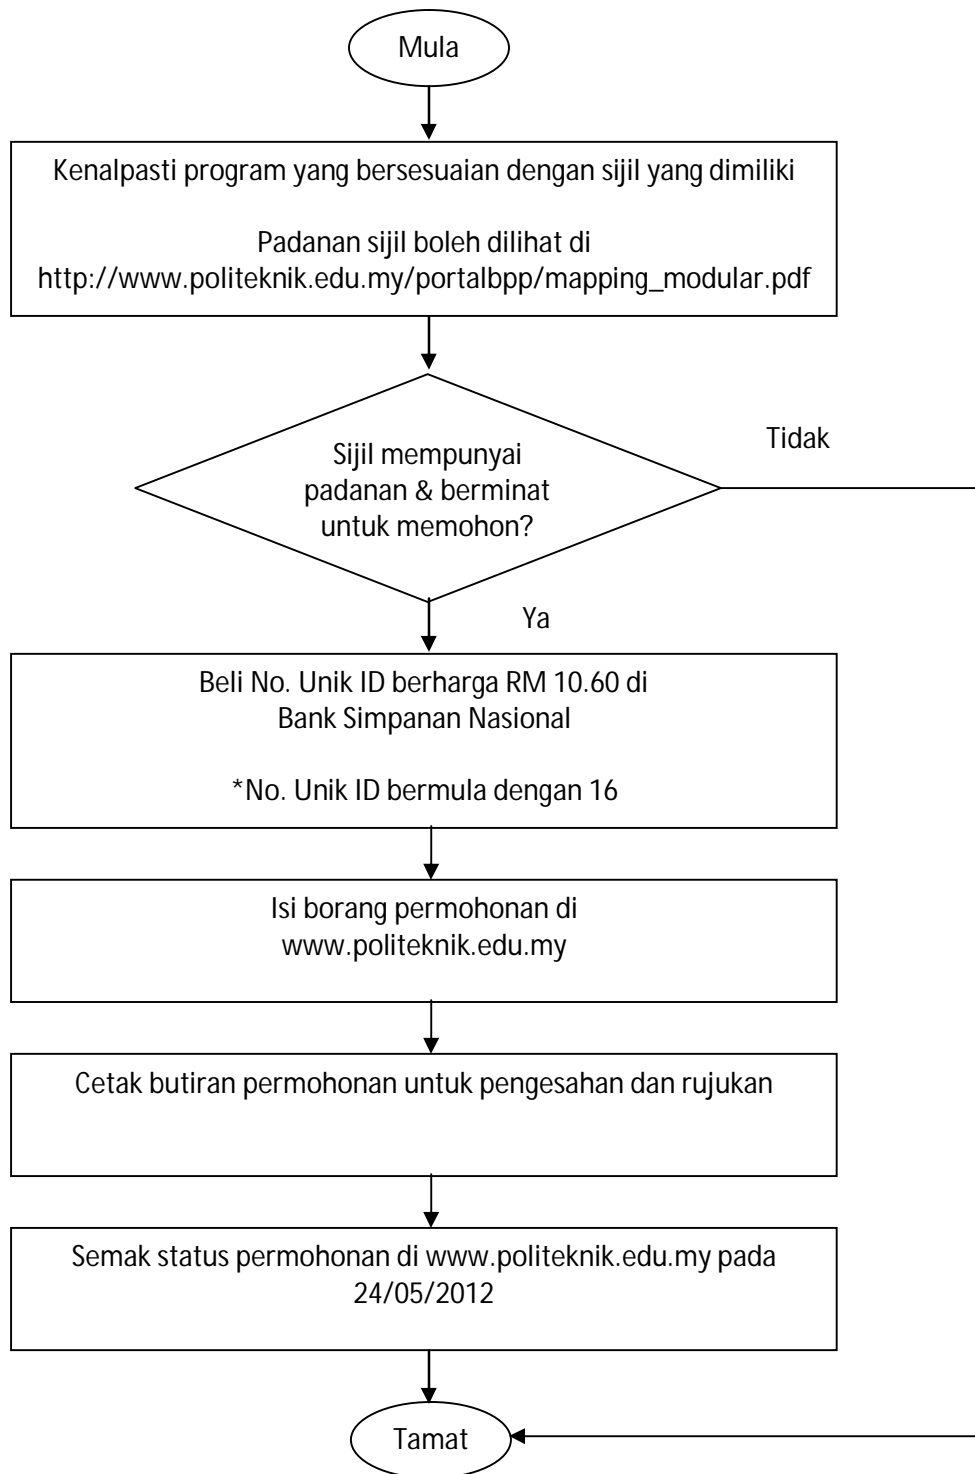 Mula
Kenalpasti program yang bersesuaian dengan sijil yang dimiliki
Padanan sijil boleh dilihat di
http://www.politeknik.edu.my/portalbpp/mapping_modular.pdf
Tidak
Sijil mempunyai
padanan & berminat
untuk memohon?
Ya
Beli No. Unik ID berharga RM 10.60 di
Bank Simpanan Nasional
*No. Unik ID bermula dengan 16
Isi borang permohonan di
www.politeknik.edu.my
Cetak butiran permohonan untuk pengesahan dan rujukan
Semak status permohonan di www.politeknik.edu.my pada
24/05/2012
Tamat